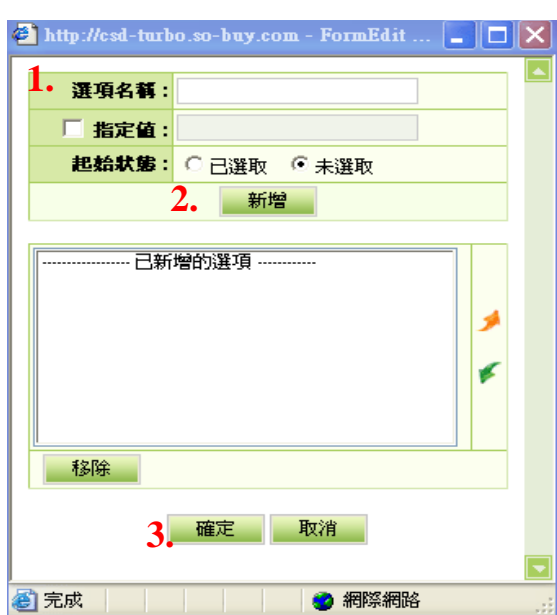 http://csd-turbo.so-buy.com - FormEdit ...
1. 選項名稱：
指定值：
起始狀態： 已選取 未選取
2. 新增
------------------ 已新增的選項 ------------
移除
3. 確定 取消
完成 網際網路